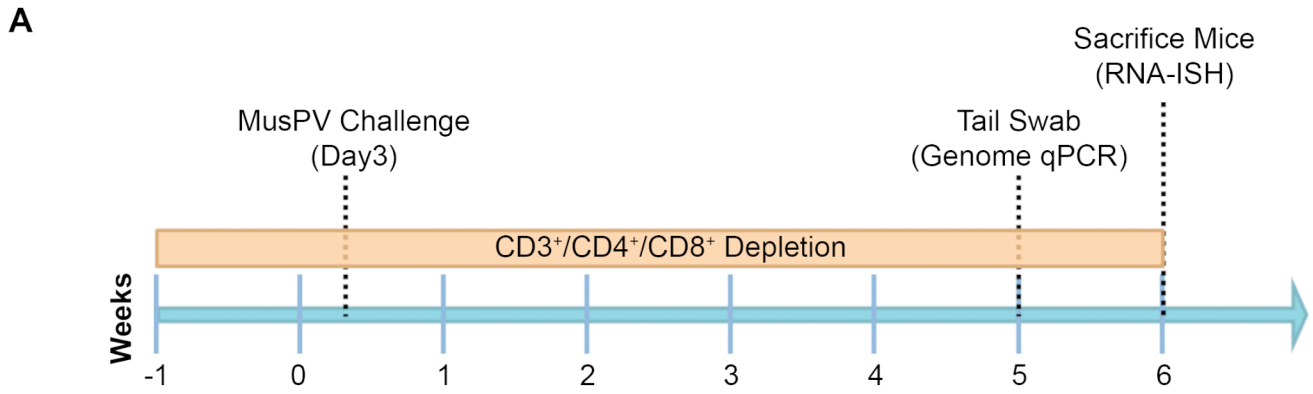 A
Sacrifice Mice
(RNA-ISH)
MusPV Challenge
(Day3)
Tail Swab
(Genome qPCR)
CD3⁺/CD4⁺/CD8⁺ Depletion
Weeks
-1 0 1 2 3 4 5 6